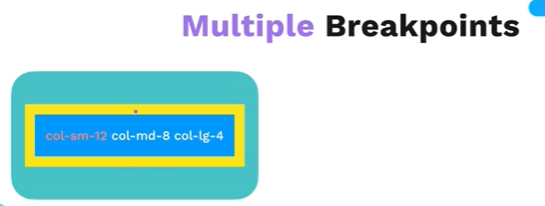 Multiple Breakpoints
col-sm-12 col-md-8 col-lg-4